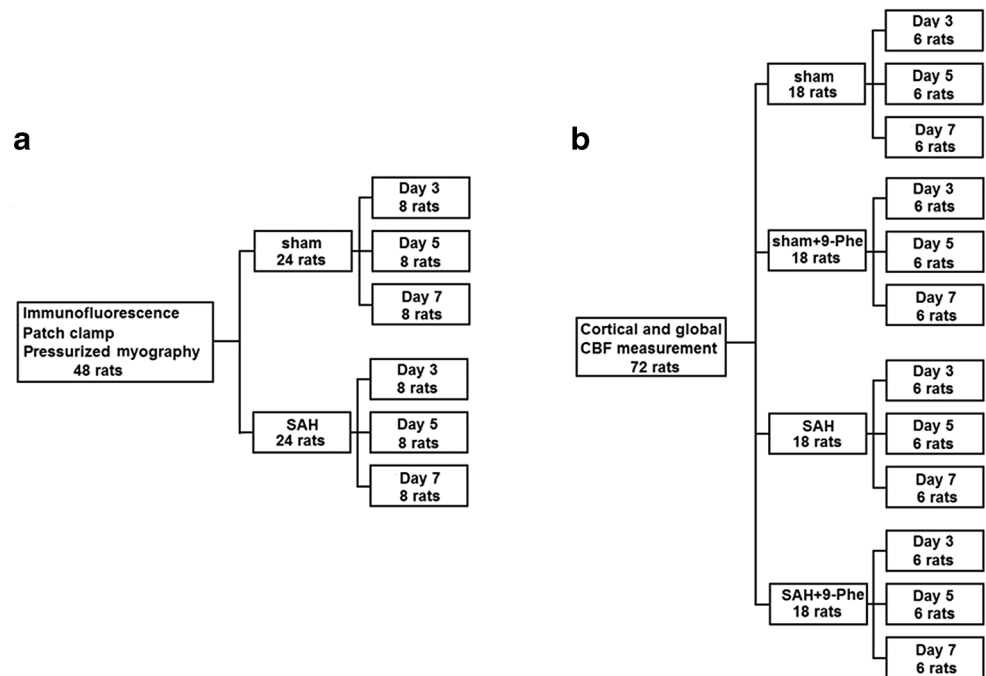 a
Immunofluorescence
Patch clamp
Pressurized myography
48 rats
sham
24 rats
Day 3
8 rats
Day 5
8 rats
Day 7
8 rats
SAH
24 rats
Day 3
8 rats
Day 5
8 rats
Day 7
8 rats
b
Cortical and global
CBF measurement
72 rats
sham
18 rats
Day 3
6 rats
Day 5
6 rats
Day 7
6 rats
sham+9-Phe
18 rats
Day 3
6 rats
Day 5
6 rats
Day 7
6 rats
SAH
18 rats
Day 3
6 rats
Day 5
6 rats
Day 7
6 rats
SAH+9-Phe
18 rats
Day 3
6 rats
Day 5
6 rats
Day 7
6 rats